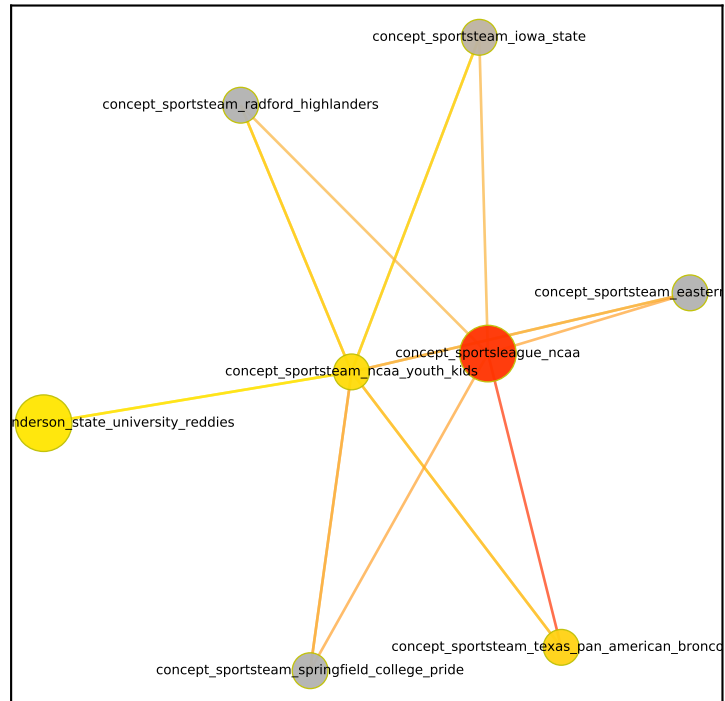 concept_sportsteam_iowa_state
concept_sportsteam_radford_highlanders
concept_sportsteam_eastern
concept_sportsleague_ncaa
concept_sportsteam_ncaa_youth_kids
nderson_state_university_reddies
concept_sportsteam_texas_pan_american_bronco
concept_sportsteam_springfield_college_pride